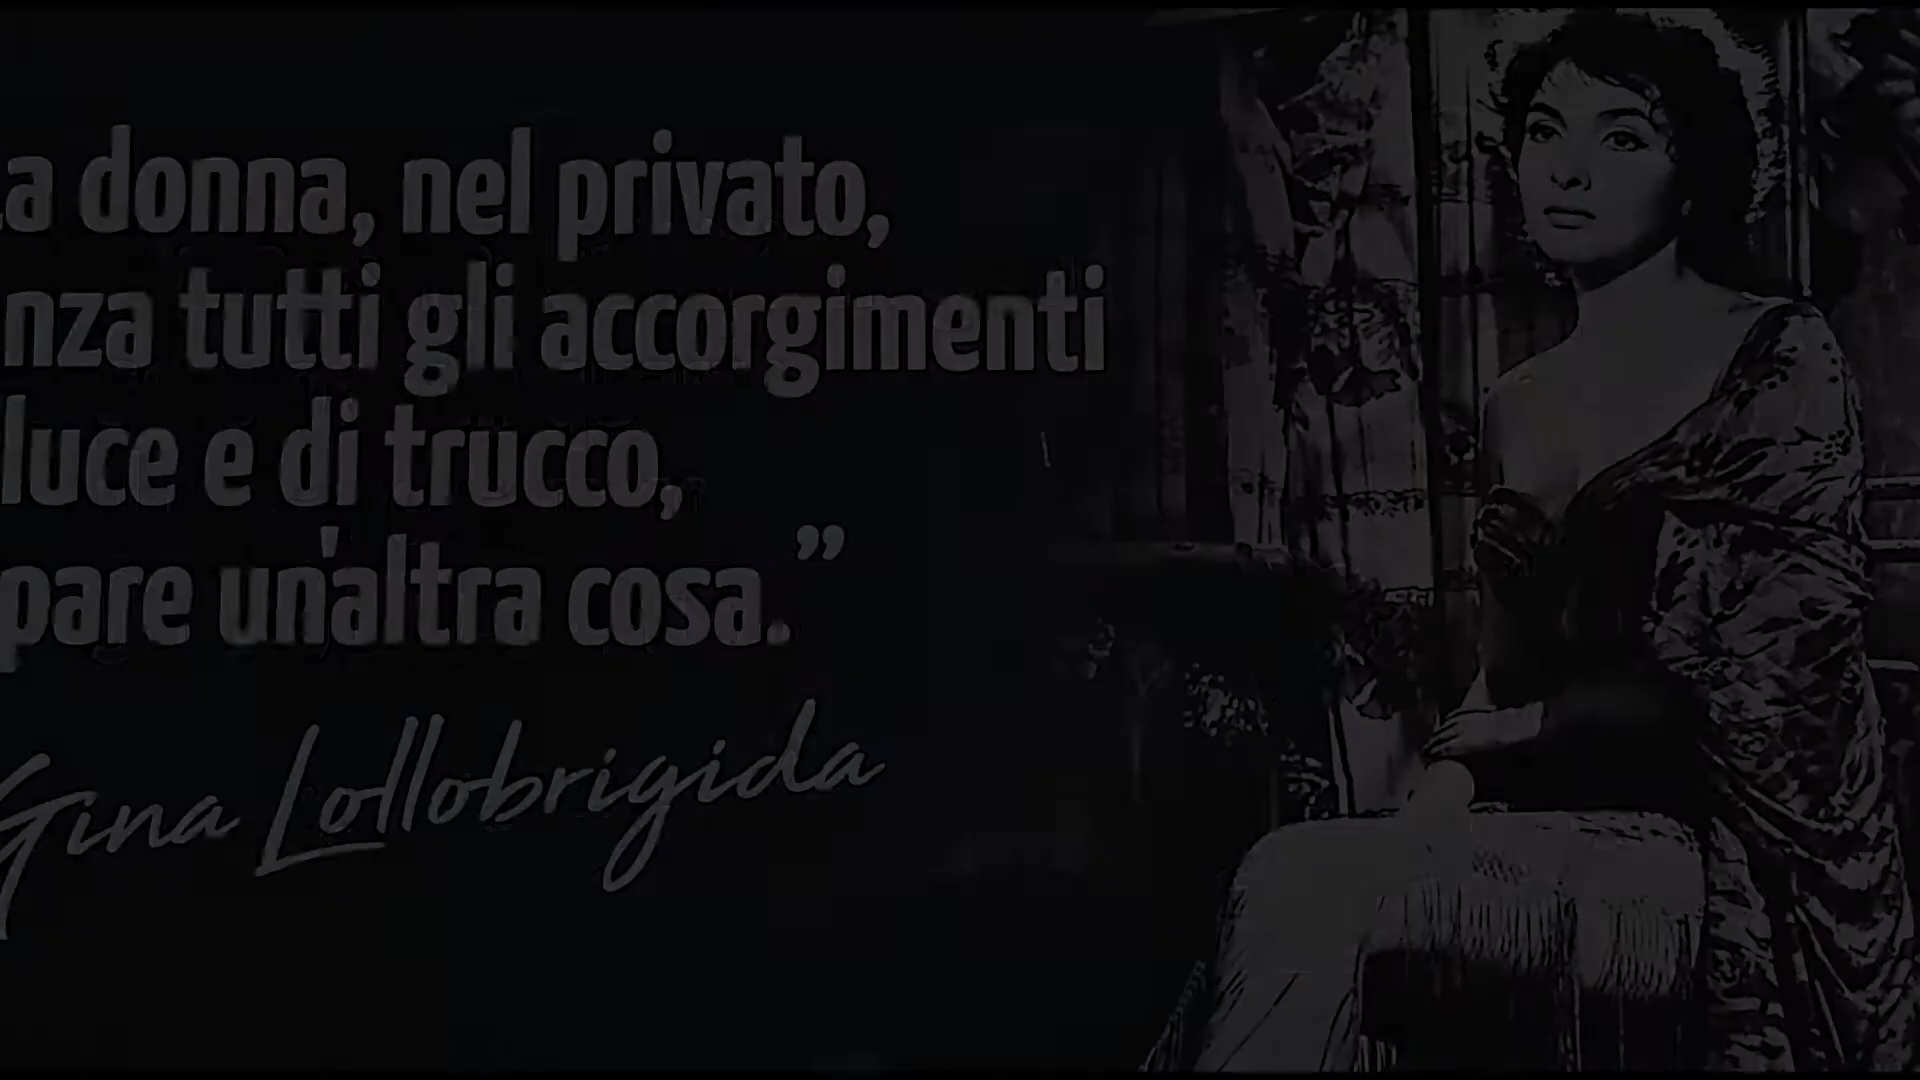 a donna, nel privato,
nza tutti gli accorgimenti
luce e di trucco,
pare un'altra cosa.”
Gina Lollobrigida